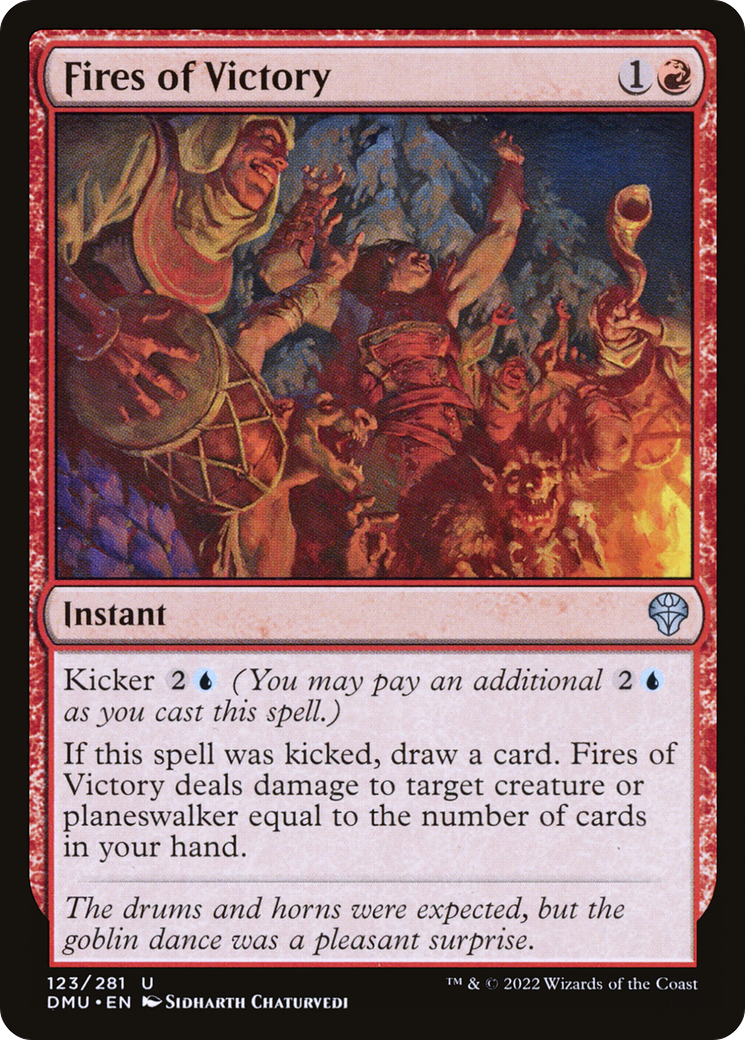 Fires of Victory 1
Instant
Kicker 2 (You may pay an additional 2
as you cast this spell.)
If this spell was kicked, draw a card. Fires of
Victory deals damage to target creature or
planeswalker equal to the number of cards
in your hand.
The drums and horns were expected, but the
goblin dance was a pleasant surprise.
123/281 U
DMU • EN Sidharth Chaturvedi
™ & © 2022 Wizards of the Coast